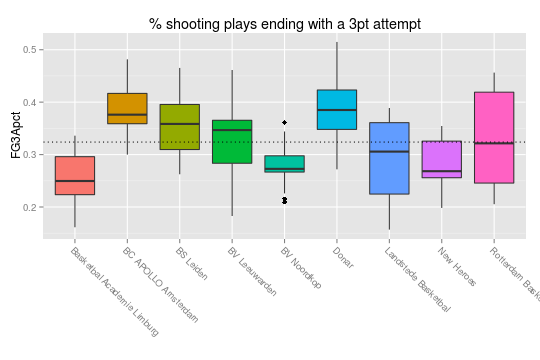 % shooting plays ending with a 3pt attempt
FG3Apct
0.5
0.4
0.3
0.2
Basketbal Academie Limburg
BC APOLLO Amsterdam
BS Leiden
BV Leeuwarden
BV Noordkop
Donar
Landstede Basketbal
New Heroes
Rotterdam Bask